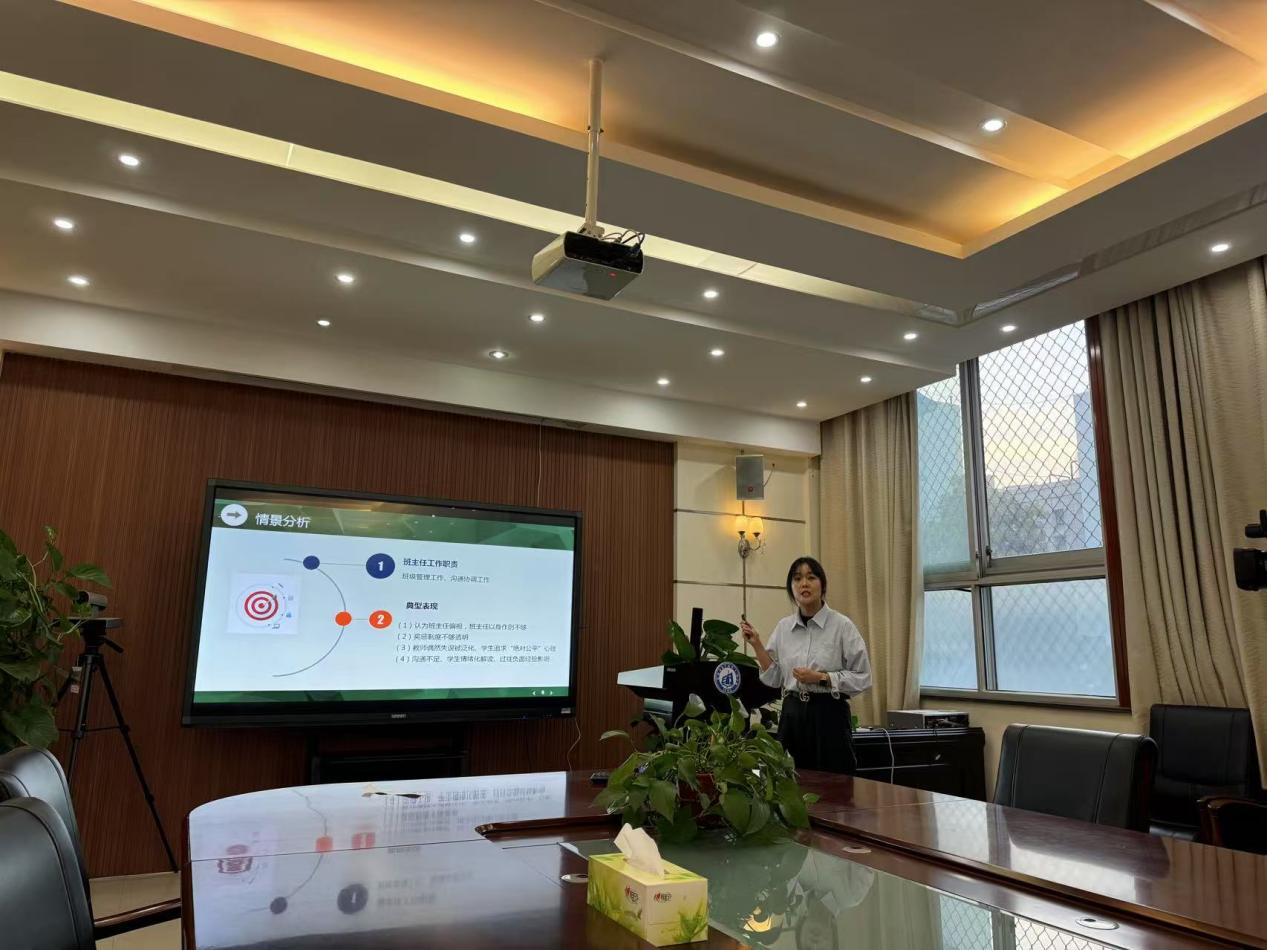 情景分析
1
班主任工作职责
班级管理工作、沟通协调工作
2
典型表现
（1）认为班主任偏袒，班主任以身作则不够
（2）奖惩制度不够透明
（3）教师偶然失误被泛化，学生追求“绝对公平”心理
（4）沟通不足，学生情绪化解读，过往负面经验影响